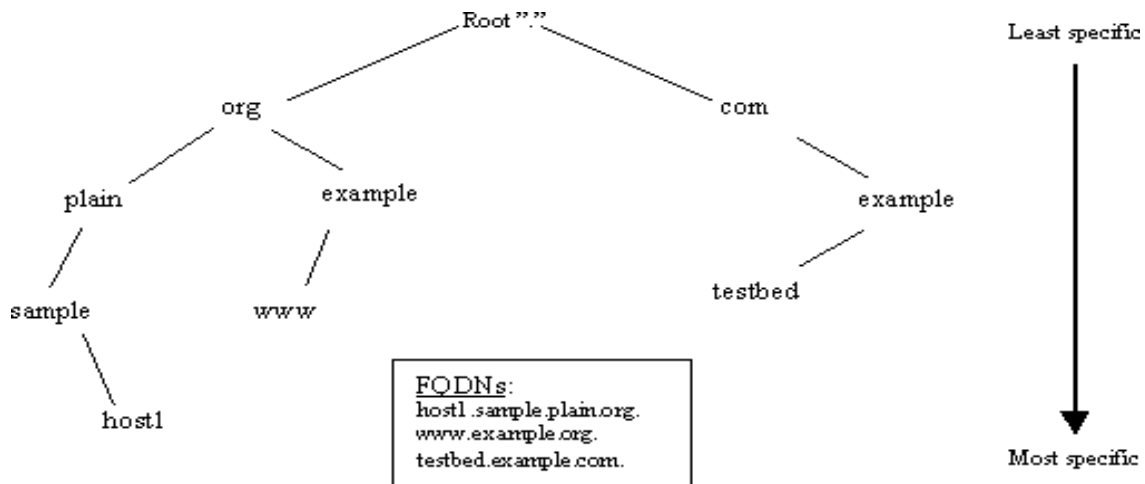 Root "."
Least specific
org
com
plain
example
example
sample
www
testbed
host1
FQDNs:
host1.sample.plain.org.
www.example.org.
testbed.example.com.
Most specific